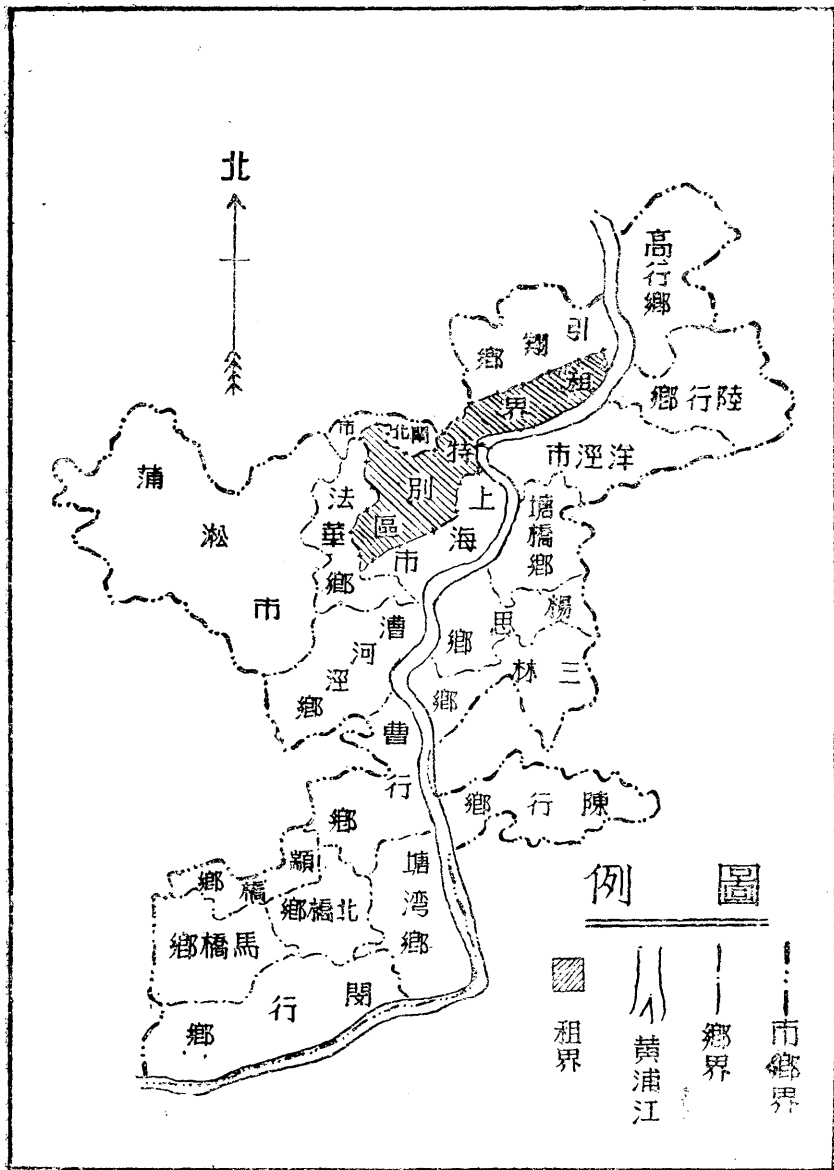 北
高行鄉
引翔鄉
陸行鄉
租界
特別區
閘北市
洋涇市
上海市
法華鄉
蒲淞市
塘橋鄉
楊思鄉
漕河涇鄉
三林鄉
曹行鄉
陳行鄉
塘湾鄉
顓橋鄉
北橋鄉
馬橋鄉
閔行鄉
圖例
市鄉界
鄉界
黄浦江
租界